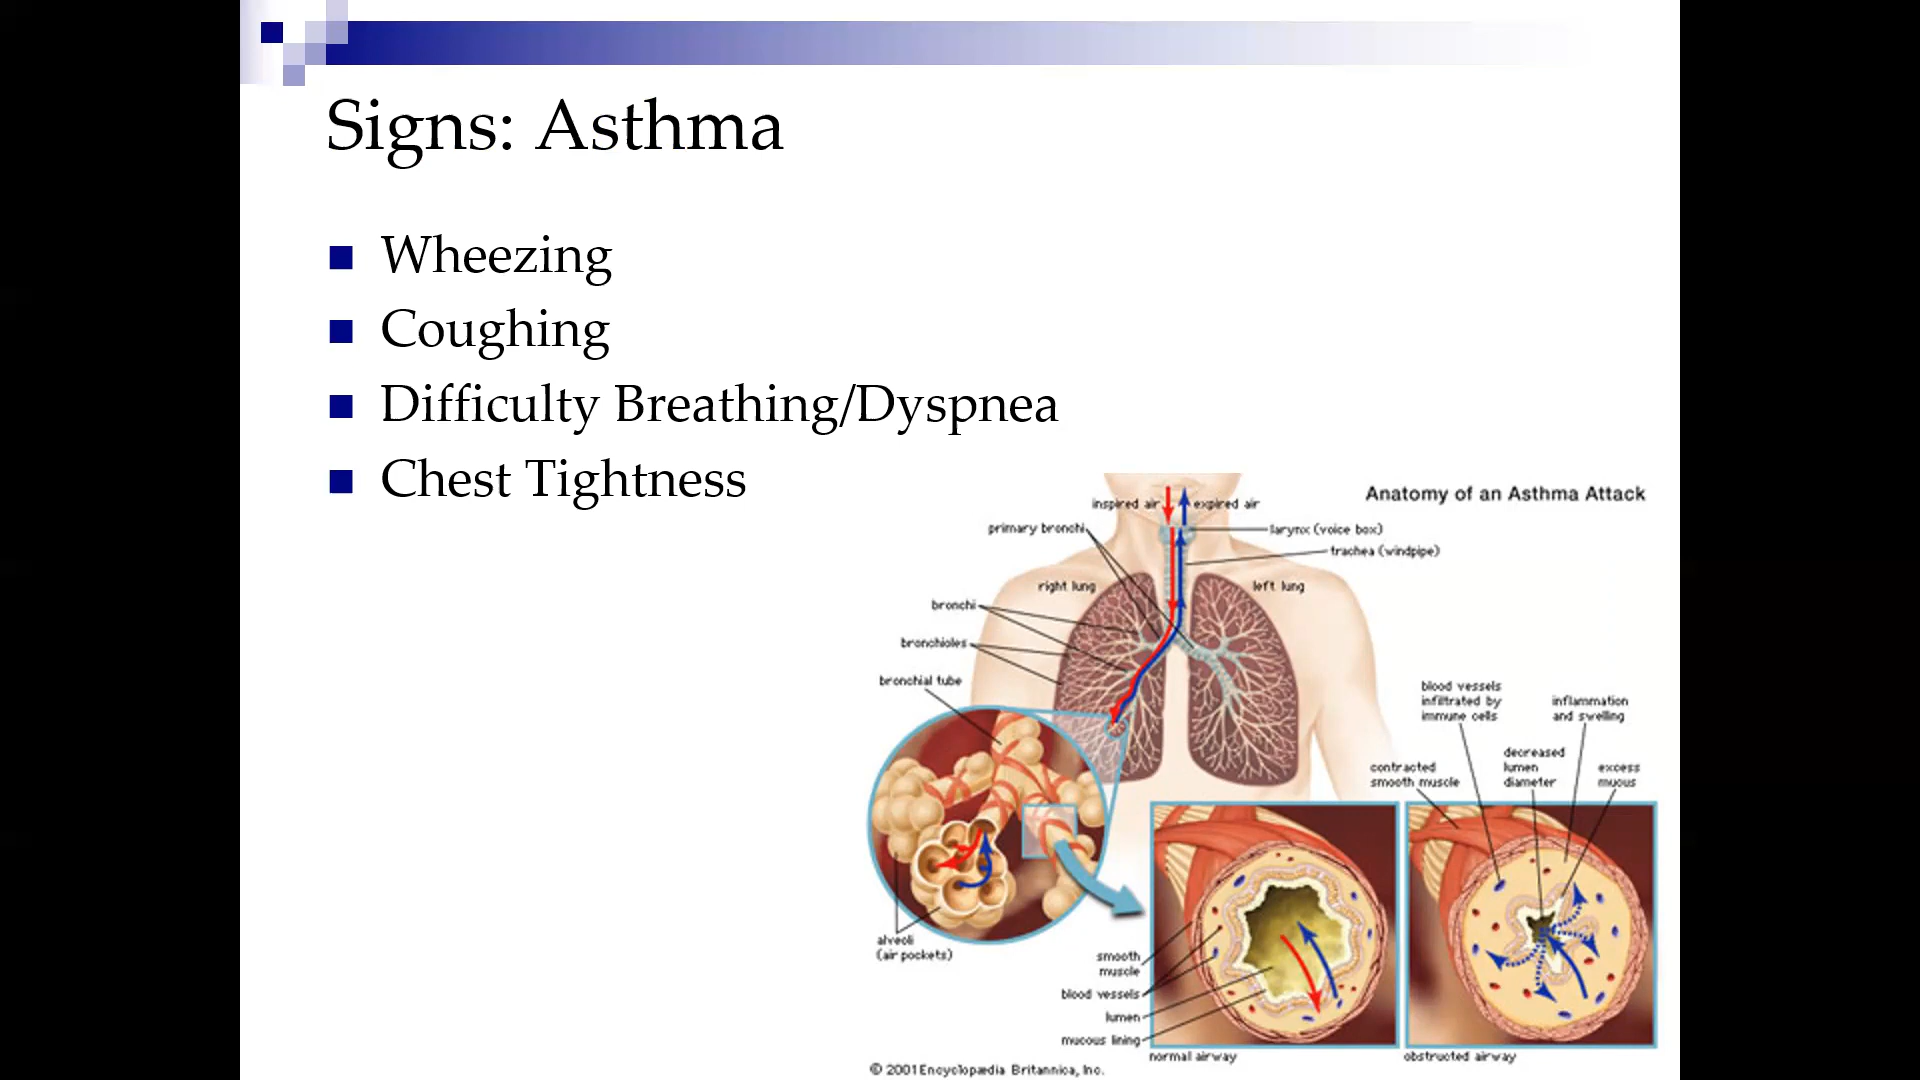 Signs: Asthma
Wheezing
Coughing
Difficulty Breathing/Dyspnea
Chest Tightness
Anatomy of an Asthma Attack
inspired air
expired air
primary bronchi
larynx (voice box)
trachea (windpipe)
right lung
left lung
bronchi
bronchioles
bronchial tube
blood vessels
infiltrated by
immune cells
inflammation
and swelling
decreased
lumen
diameter
contracted
smooth muscle
excess
mucus
alveoli
(air pockets)
smooth
muscle
blood vessels
lumen
mucous lining
normal airway
obstructed airway
© 2001 Encyclopædia Britannica, Inc.